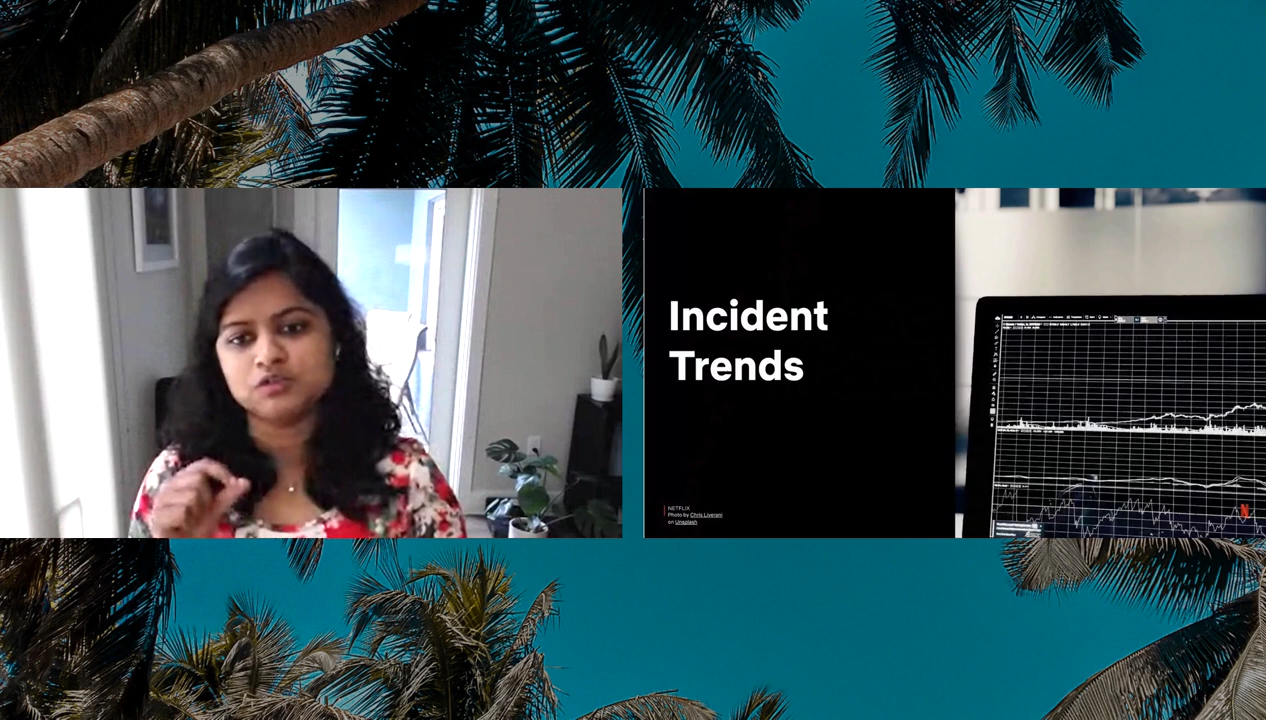 Incident
Trends
NETFLIX
Photo by Chris Liverani
on Unsplash
N